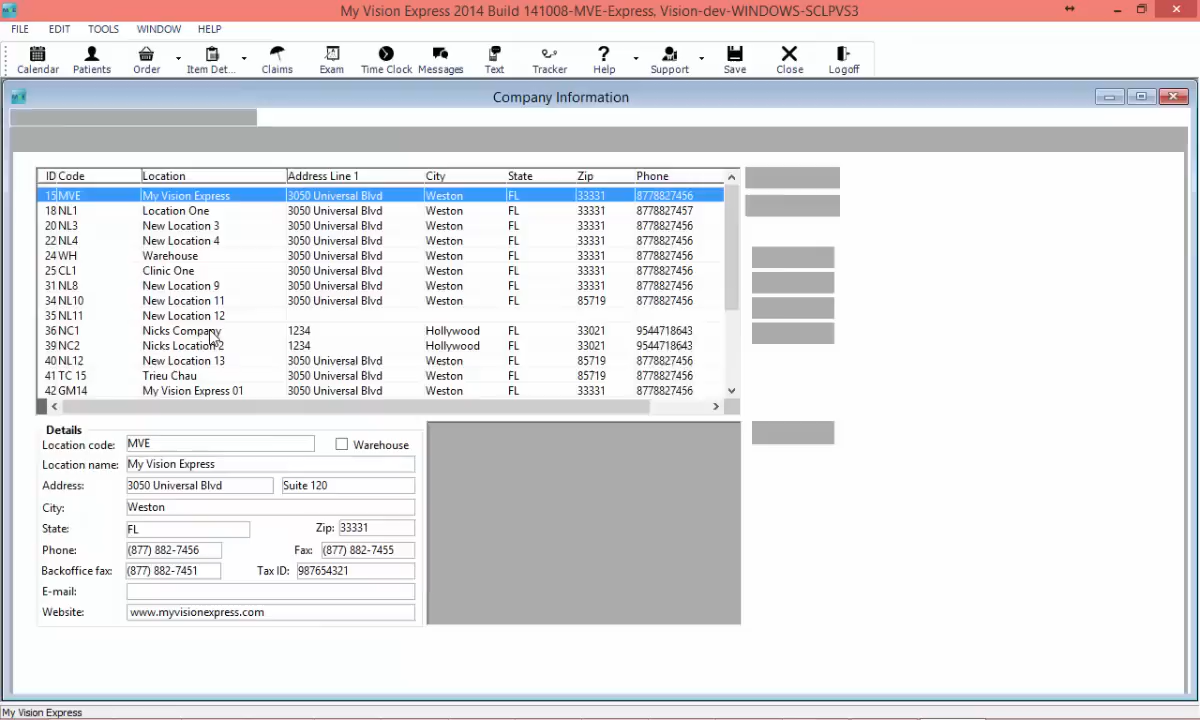 My Vision Express 2014 Build 141008-MVE-Express, Vision-dev-WINDOWS-SCLPVS3
FILE EDIT TOOLS WINDOW HELP
Calendar Patients Order Item Det... Claims Exam Time Clock Messages Text Tracker Help Support Save Close Logoff
Company Information
ID Code Location Address Line 1 City State Zip Phone
15 MVE My Vision Express 3050 Universal Blvd Weston FL 33331 8778827456
18 NL1 Location One 3050 Universal Blvd Weston FL 33331 8778827457
20 NL3 New Location 3 3050 Universal Blvd Weston FL 33331 8778827456
22 NL4 New Location 4 3050 Universal Blvd Weston FL 33331 8778827456
24 WH Warehouse 3050 Universal Blvd Weston FL 33331 8778827456
25 CL1 Clinic One 3050 Universal Blvd Weston FL 33331 8778827456
31 NL8 New Location 9 3050 Universal Blvd Weston FL 33331 8778827456
34 NL10 New Location 11 3050 Universal Blvd Weston FL 85719 8778827456
35 NL11 New Location 12
36 NC1 Nicks Company 1234 Hollywood FL 33021 9544718643
39 NC2 Nicks Location 2 1234 Hollywood FL 33021 9544718643
40 NL12 New Location 13 3050 Universal Blvd Weston FL 85719 8778827456
41 TC 15 Trieu Chau 3050 Universal Blvd Weston FL 85719 8778827456
42 GM14 My Vision Express 01 3050 Universal Blvd Weston FL 33331 8778827456
Details
Location code: MVE Warehouse
Location name: My Vision Express
Address: 3050 Universal Blvd Suite 120
City: Weston
State: FL Zip: 33331
Phone: (877) 882-7456 Fax: (877) 882-7455
Backoffice fax: (877) 882-7451 Tax ID: 987654321
E-mail:
Website: www.myvisionexpress.com
My Vision Express